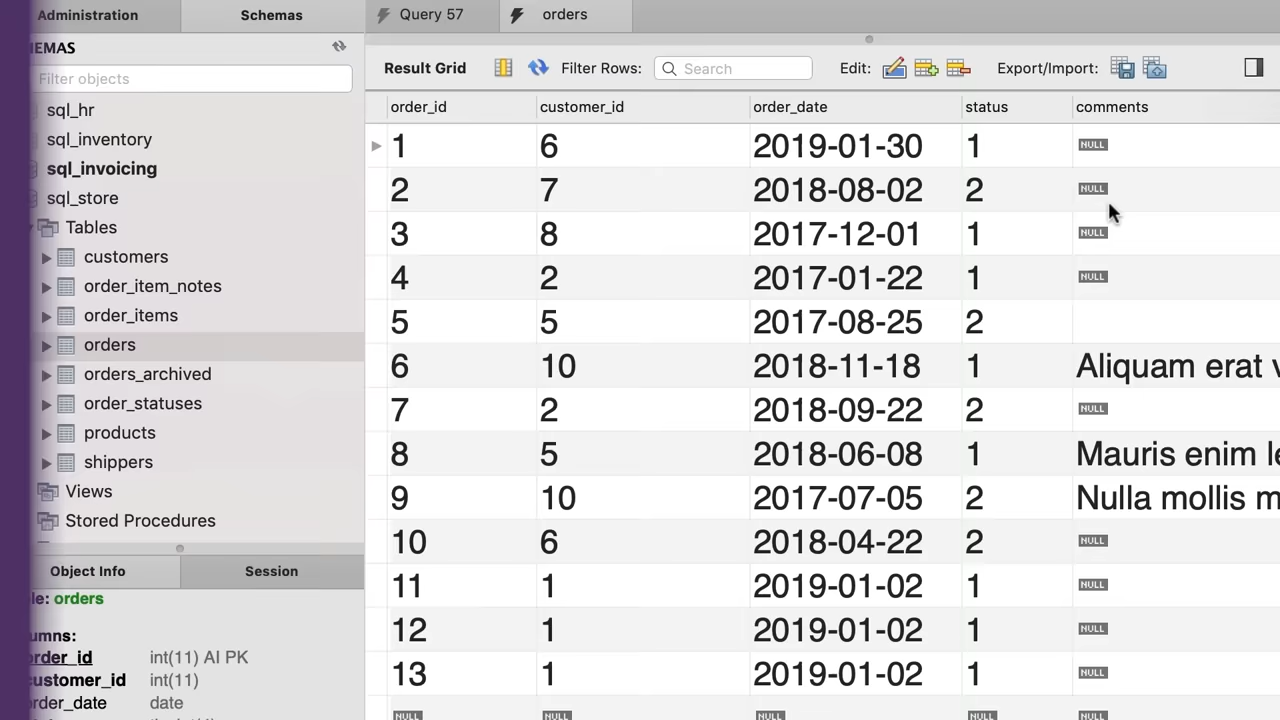 Administration
Schemas
Query 57
orders
EMAS
Filter objects
sql_hr
sql_inventory
sql_invoicing
sql_store
Tables
customers
order_item_notes
order_items
orders
orders_archived
order_statuses
products
shippers
Views
Stored Procedures
Object Info
Session
le: orders
umns:
order_id int(11) AI PK
customer_id int(11)
order_date date
Result Grid
Filter Rows:
Search
Edit:
Export/Import:
order_id customer_id order_date status comments
1 6 2019-01-30 1 NULL
2 7 2018-08-02 2 NULL
3 8 2017-12-01 1 NULL
4 2 2017-01-22 1 NULL
5 5 2017-08-25 2
6 10 2018-11-18 1 Aliquam erat v
7 2 2018-09-22 2 NULL
8 5 2018-06-08 1 Mauris enim le
9 10 2017-07-05 2 Nulla mollis m
10 6 2018-04-22 2 NULL
11 1 2019-01-02 1 NULL
12 1 2019-01-02 1 NULL
13 1 2019-01-02 1 NULL
NULL NULL NULL NULL NULL